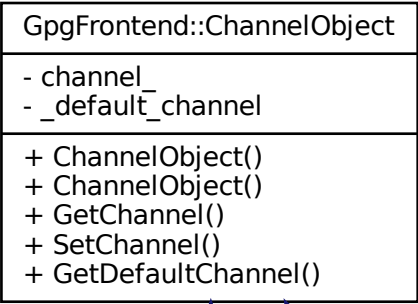 GpgFrontend::ChannelObject
- channel_
- _default_channel
+ ChannelObject()
+ ChannelObject()
+ GetChannel()
+ SetChannel()
+ GetDefaultChannel()